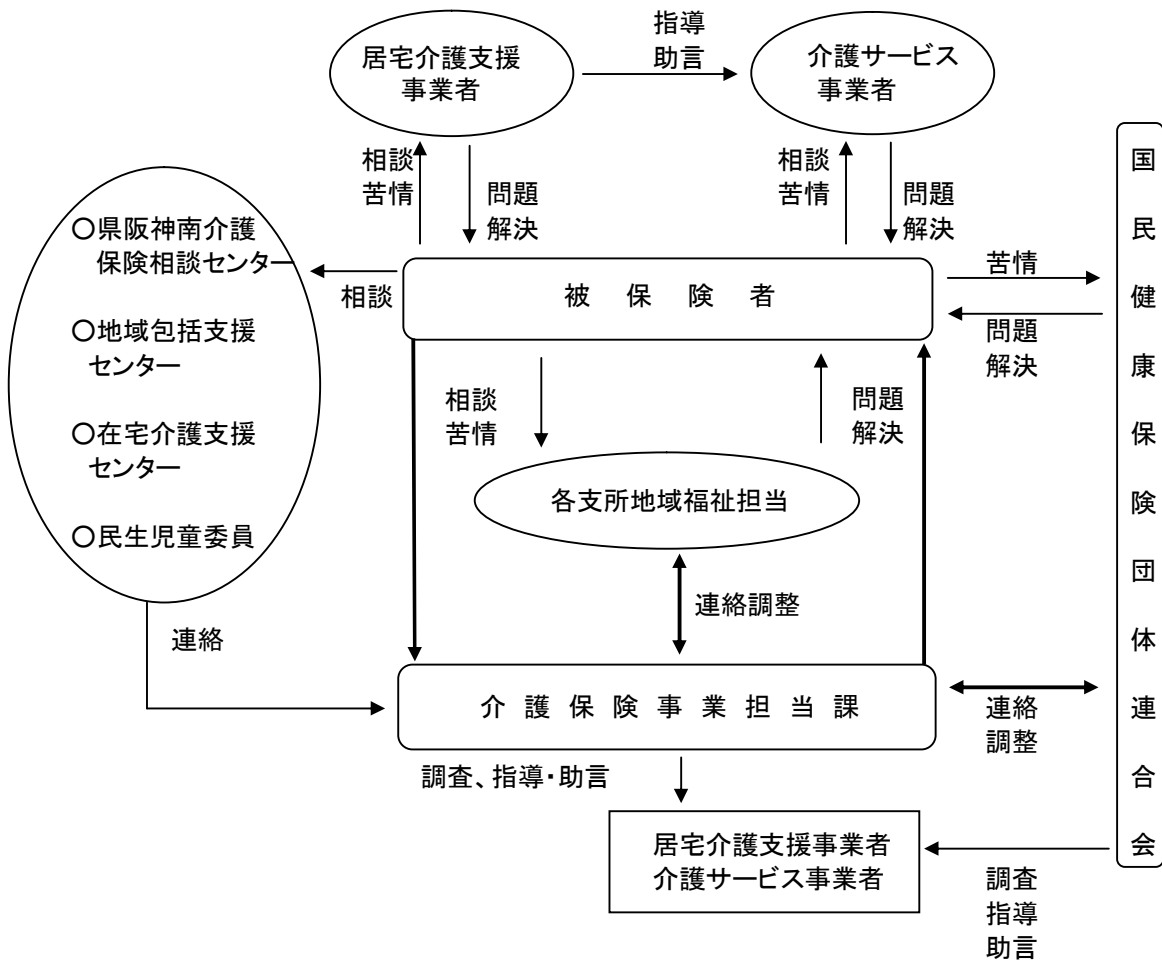 指導
助言
居宅介護支援
事業者
介護サービス
事業者
相談
苦情
問題
解決
相談
苦情
問題
解決
○県阪神南介護
保険相談センター
○地域包括支援
センター
○在宅介護支援
センター
○民生児童委員
相談
被保険者
苦情
問題
解決
国民健康保険団体連合会
相談
苦情
問題
解決
各支所地域福祉担当
連絡調整
連絡
介護保険事業担当課
連絡
調整
調査、指導・助言
居宅介護支援事業者
介護サービス事業者
調査
指導
助言